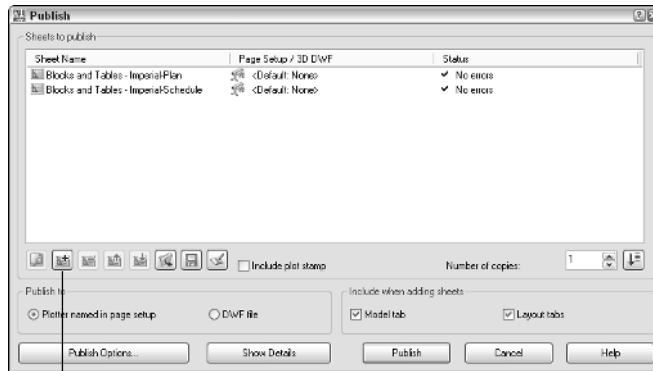 Publish
Sheets to publish
Sheet Name Page Setup / 3D DWF Status
Blocks and Tables - Imperial-Plan <Default: None> No errors
Blocks and Tables - Imperial-Schedule <Default: None> No errors
Include plot stamp Number of copies: 1
Publish to Include when adding sheets
Plotter named in page setup DWF file Model tab Layout tabs
Publish Options... Show Details Publish Cancel Help